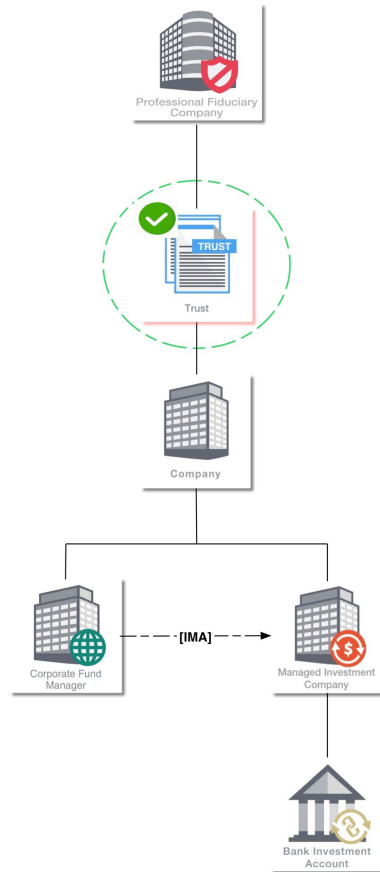 Professional Fiduciary
Company
TRUST
Trust
Company
[IMA]
Corporate Fund
Manager
$
Managed Investment
Company
Bank Investment
Account